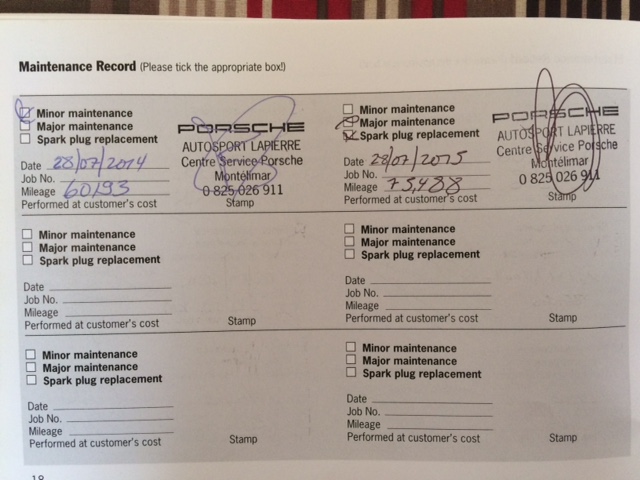 Maintenance Record (Please tick the appropriate box!)
Minor maintenance
Major maintenance
Spark plug replacement
Date 28/07/2014
Job No.
Mileage 60193
Performed at customer's cost
PORSCHE
AUTOSPORT LAPIERRE
Centre Service Porsche
Montélimar
0 825 026 911
Stamp
Minor maintenance
Major maintenance
Spark plug replacement
Date 28/07/2015
Job No.
Mileage 75,488
Performed at customer's cost
PORSCHE
AUTOSPORT LAPIERRE
Centre Service Porsche
Montélimar
0 825 026 911
Stamp
Minor maintenance
Major maintenance
Spark plug replacement
Date
Job No.
Mileage
Performed at customer's cost
Stamp
Minor maintenance
Major maintenance
Spark plug replacement
Date
Job No.
Mileage
Performed at customer's cost
Stamp
Minor maintenance
Major maintenance
Spark plug replacement
Date
Job No.
Mileage
Performed at customer's cost
Stamp
Minor maintenance
Major maintenance
Spark plug replacement
Date
Job No.
Mileage
Performed at customer's cost
Stamp